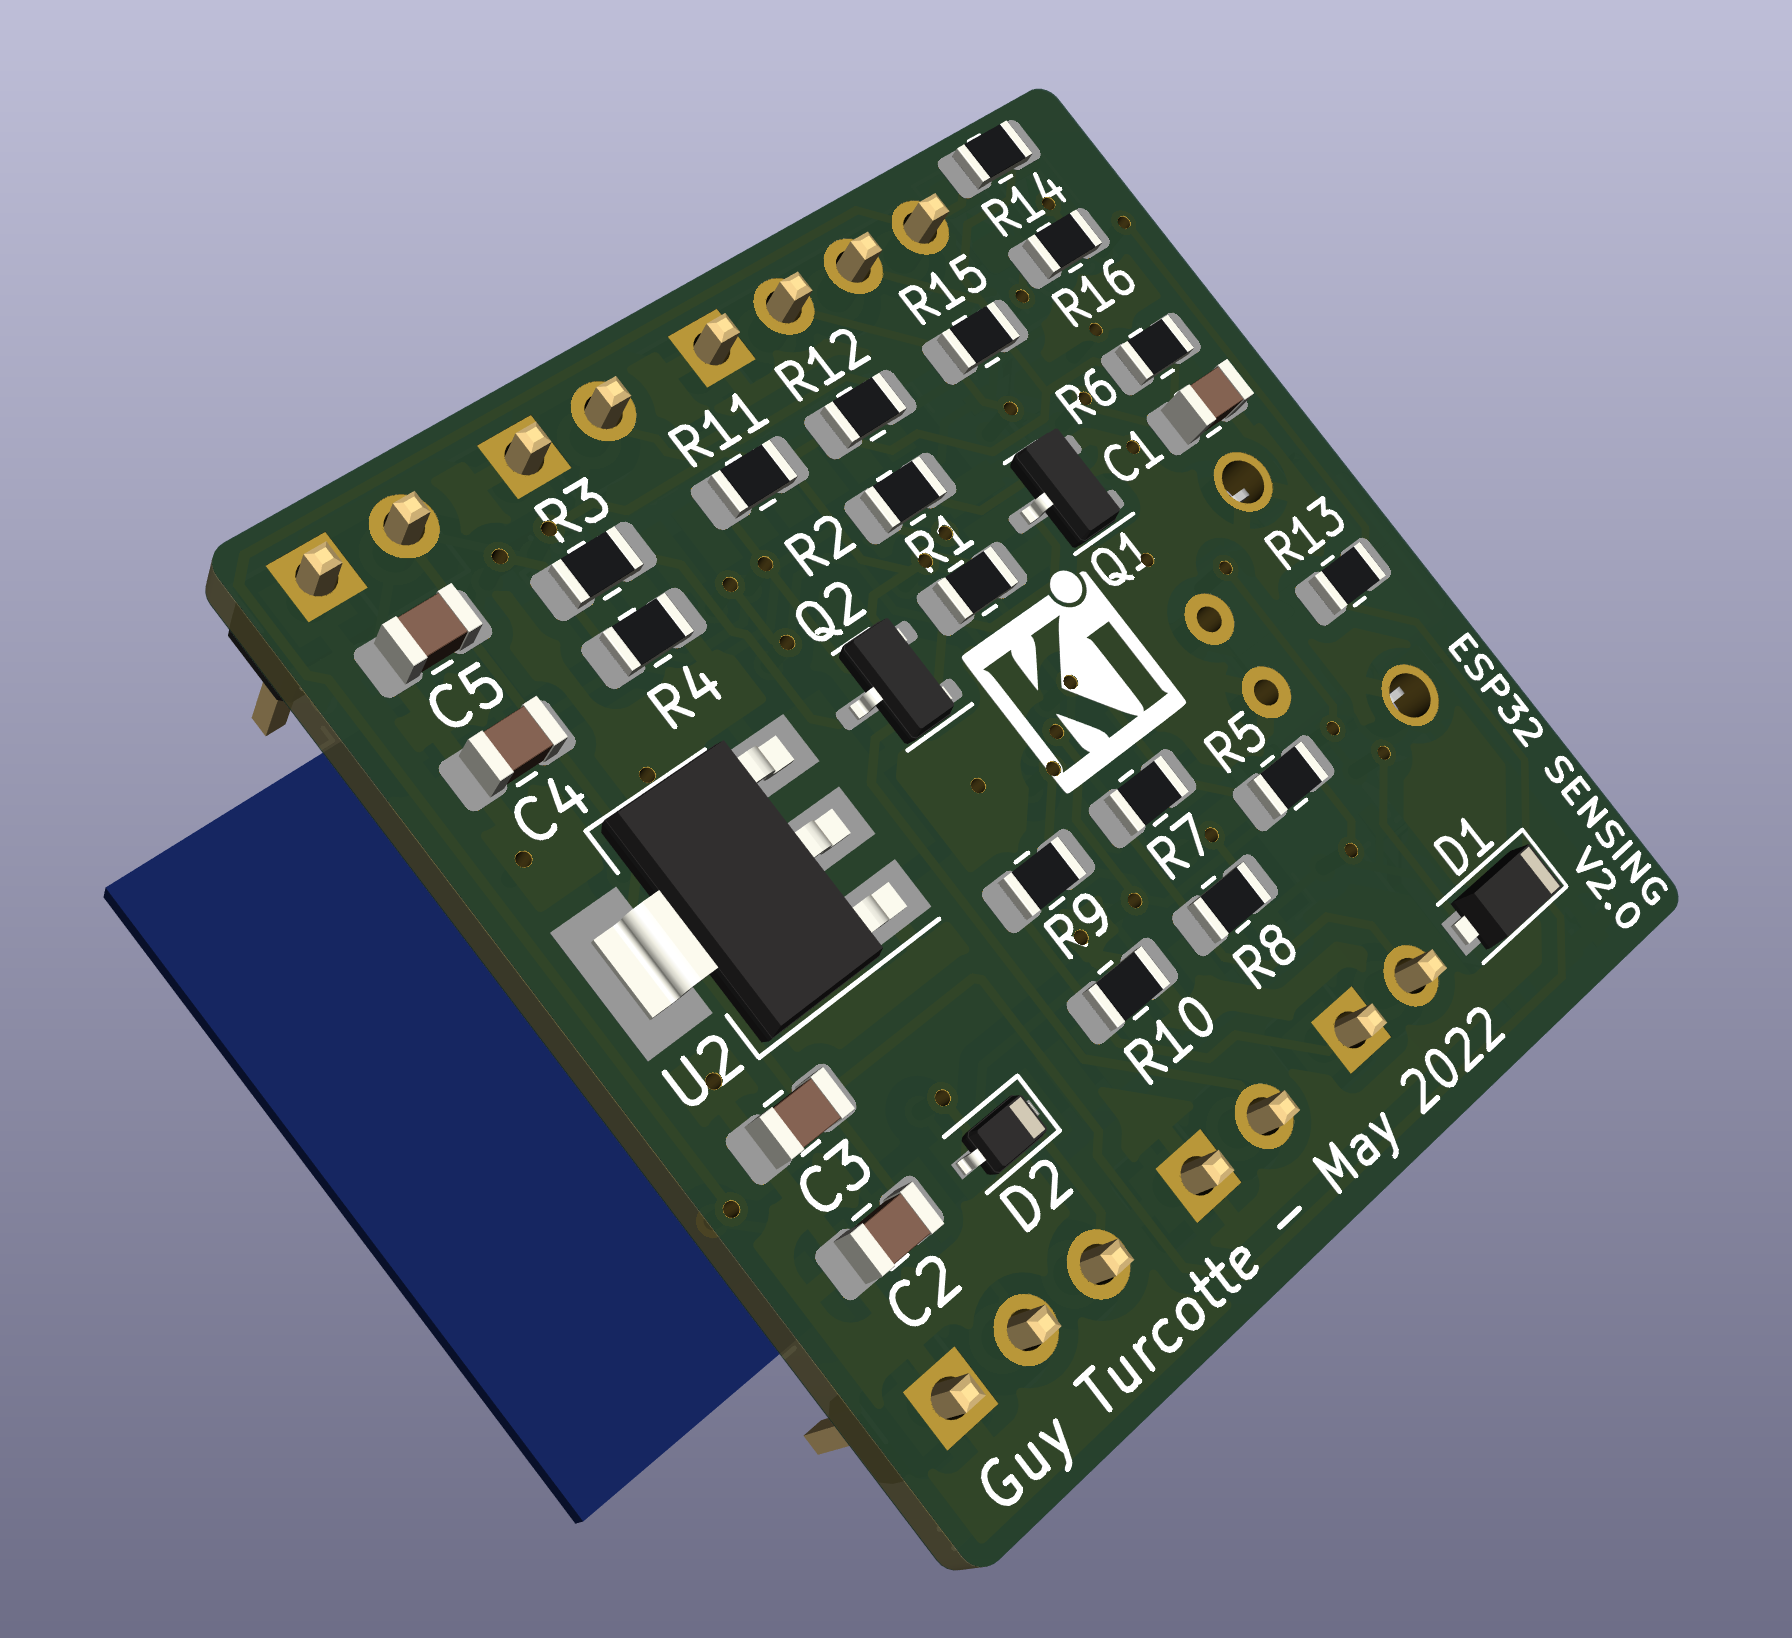 R14
R16
R15
R12
R11
R6
C1
R3
R2
R1
Q1
R13
Q2
C5
R4
KI
C4
R5
R7
D1
ESP32 SENSING
V2.0
R9
R8
R10
U2
C3
D2
C2
Guy Turcotte - May 2022